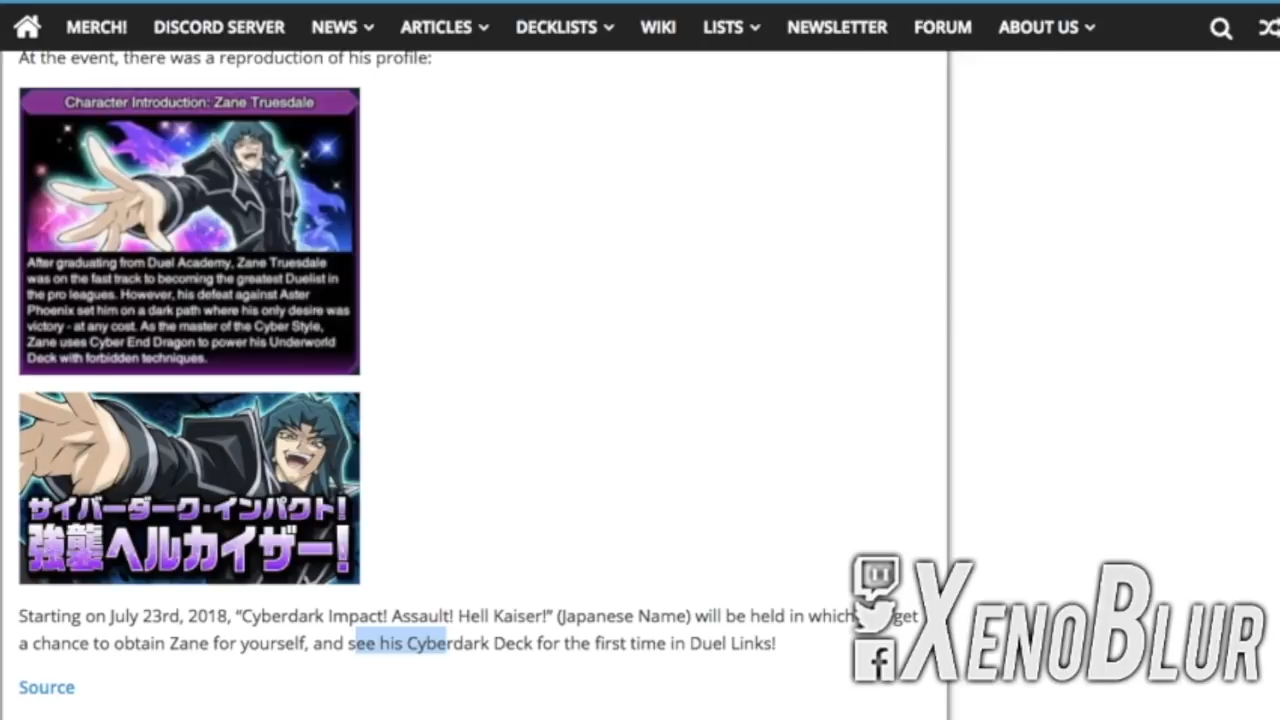 MERCH! DISCORD SERVER NEWS ARTICLES DECKLISTS WIKI LISTS NEWSLETTER FORUM ABOUT US
At the event, there was a reproduction of his profile:
Character Introduction: Zane Truesdale
After graduating from Duel Academy, Zane Truesdale
was on the fast track to becoming the greatest Duelist in
the pro leagues. However, his defeat against Aster
Phoenix set him on a dark path where his only desire was
victory - at any cost. As the master of the Cyber Style,
Zane uses Cyber End Dragon to power his Underworld
Deck with forbidden techniques.
サイバーダーク・インパクト!
強襲ヘルカイザー!
Starting on July 23rd, 2018, “Cyberdark Impact! Assault! Hell Kaiser!” (Japanese Name) will be held in which get
a chance to obtain Zane for yourself, and see his Cyberdark Deck for the first time in Duel Links!
Source
XENOBLUR